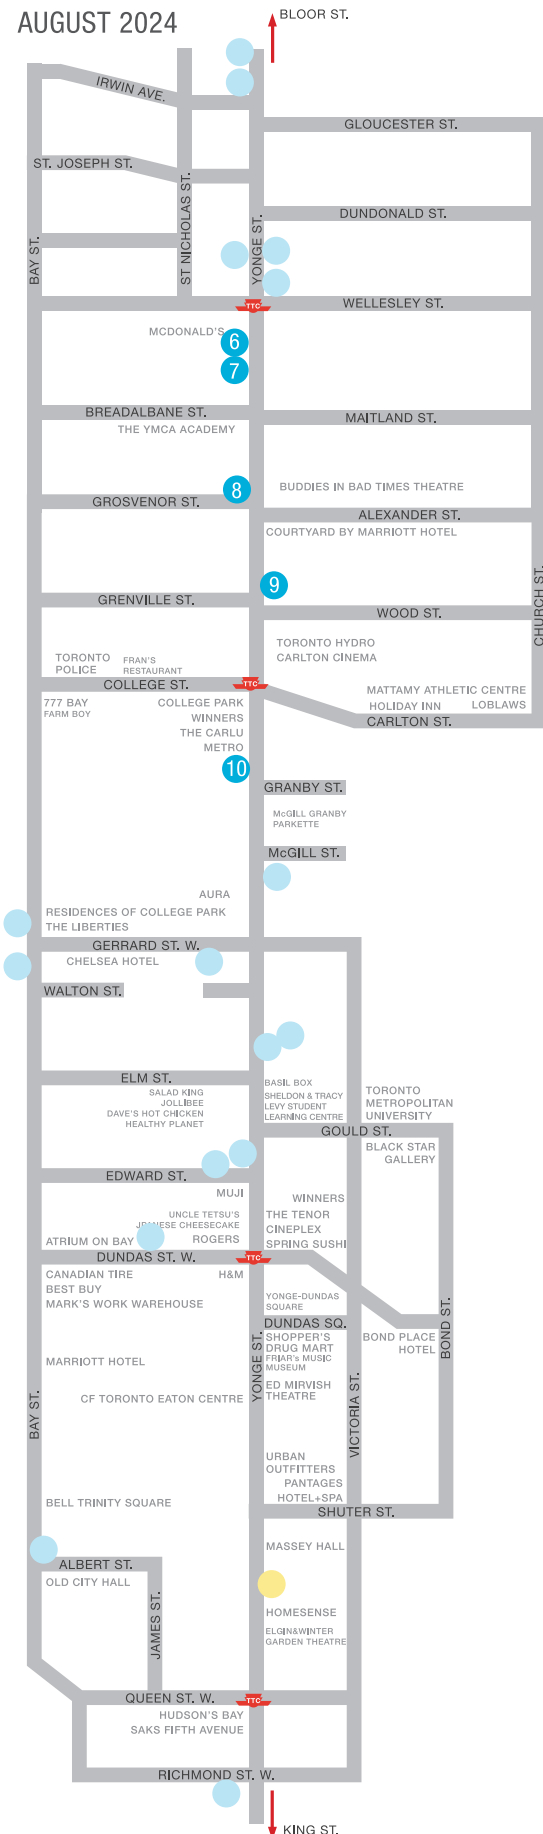 AUGUST 2024
BLOOR ST.
IRWIN AVE.
GLOUCESTER ST.
ST. JOSEPH ST.
ST NICHOLAS ST.
DUNDONALD ST.
BAY ST.
YONGE ST.
WELLESLEY ST.
TTC
MCDONALD'S
6
7
BREADALBANE ST.
MAITLAND ST.
THE YMCA ACADEMY
8
BUDDIES IN BAD TIMES THEATRE
GROSVENOR ST.
ALEXANDER ST.
COURTYARD BY MARRIOTT HOTEL
9
CHURCH ST.
GRENVILLE ST.
WOOD ST.
TORONTO HYDRO
CARLTON CINEMA
TORONTO
POLICE
FRAN'S
RESTAURANT
COLLEGE ST.
TTC
MATTAMY ATHLETIC CENTRE
HOLIDAY INN
LOBLAWS
CARLTON ST.
777 BAY
FARM BOY
COLLEGE PARK
WINNERS
THE CARLU
METRO
10
GRANBY ST.
McGILL GRANBY
PARKETTE
McGILL ST.
AURA
RESIDENCES OF COLLEGE PARK
THE LIBERTIES
GERRARD ST. W.
CHELSEA HOTEL
WALTON ST.
ELM ST.
SALAD KING
JOLLIBEE
DAVE'S HOT CHICKEN
HEALTHY PLANET
BASIL BOX
SHELDON & TRACY
LEVY STUDENT
LEARNING CENTRE
TORONTO
METROPOLITAN
UNIVERSITY
GOULD ST.
BLACK STAR
GALLERY
EDWARD ST.
MUJI
WINNERS
UNCLE TETSU'S
CHEESECAKE
ROGERS
THE TENOR
CINEPLEX
SPRING SUSHI
ATRIUM ON BAY
DUNDAS ST. W.
TTC
CANADIAN TIRE
BEST BUY
MARK'S WORK WAREHOUSE
H&M
YONGE-DUNDAS
SQUARE
DUNDAS SQ.
SHOPPER'S
DRUG MART
FRIAR's MUSIC
MUSEUM
BOND PLACE
HOTEL
BOND ST.
MARRIOTT HOTEL
YONGE ST.
ED MIRVISH
THEATRE
CF TORONTO EATON CENTRE
BAY ST.
VICTORIA ST.
URBAN
OUTFITTERS
PANTAGES
HOTEL+SPA
BELL TRINITY SQUARE
SHUTER ST.
MASSEY HALL
ALBERT ST.
OLD CITY HALL
JAMES ST.
HOMESENSE
ELGIN&WINTER
GARDEN THEATRE
QUEEN ST. W.
TTC
HUDSON'S BAY
SAKS FIFTH AVENUE
RICHMOND ST. W.
KING ST.